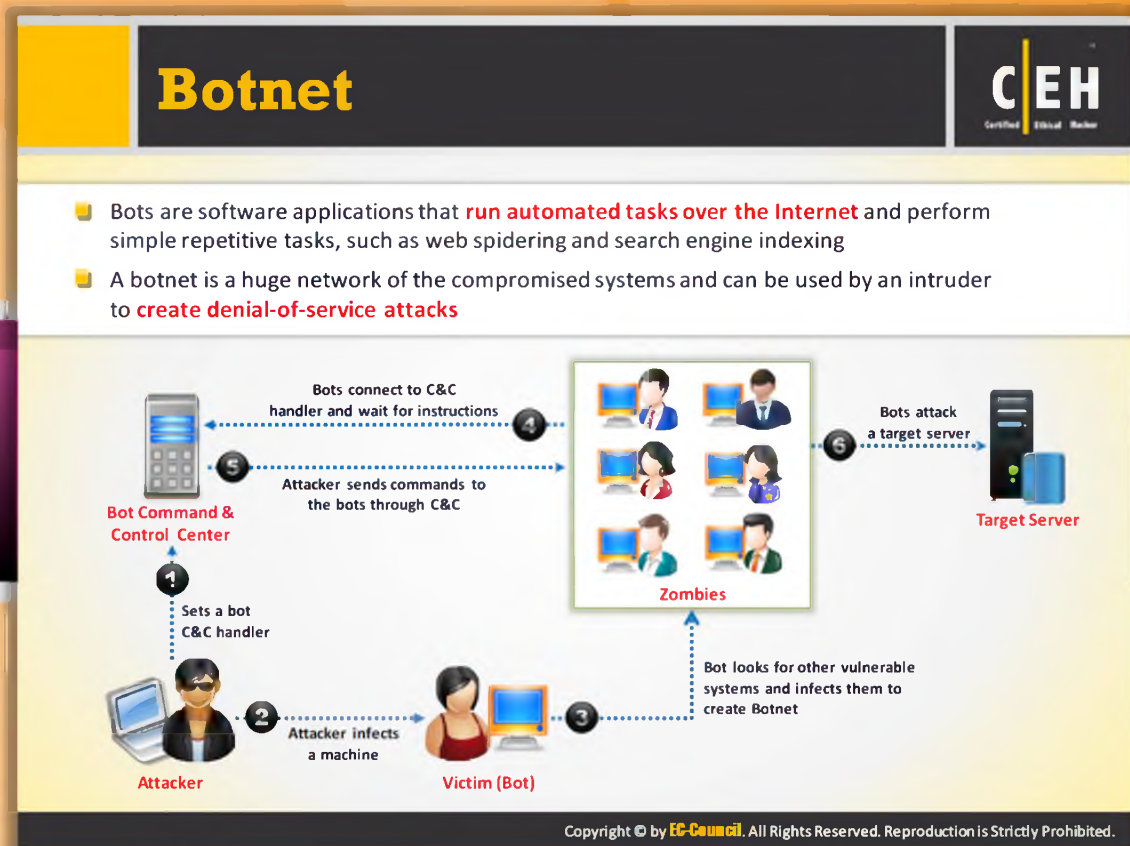 Botnet
C EH
Certified Ethical Hacker
Bots are software applications that run automated tasks over the Internet and perform
simple repetitive tasks, such as web spidering and search engine indexing
A botnet is a huge network of the compromised systems and can be used by an intruder
to create denial-of-service attacks
Bots connect to C&C
handler and wait for instructions
4
5
Attacker sends commands to
the bots through C&C
Bot Command &
Control Center
Zombies
6
Bots attack
a target server
Target Server
1
Sets a bot
C&C handler
Attacker
2
Attacker infects
a machine
Victim (Bot)
3
Bot looks for other vulnerable
systems and infects them to
create Botnet
Copyright © by EC-Council. All Rights Reserved. Reproduction is Strictly Prohibited.